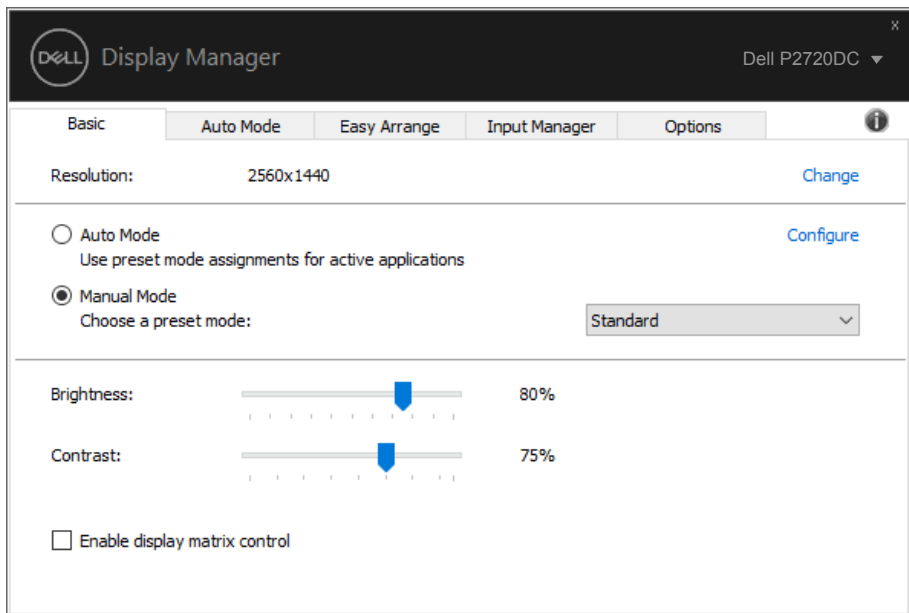 x
DELL Display Manager
Dell P2720DC
Basic Auto Mode Easy Arrange Input Manager Options i
Resolution: 2560x1440 Change
Auto Mode Configure
Use preset mode assignments for active applications
Manual Mode
Choose a preset mode: Standard
Brightness: 80%
Contrast: 75%
Enable display matrix control